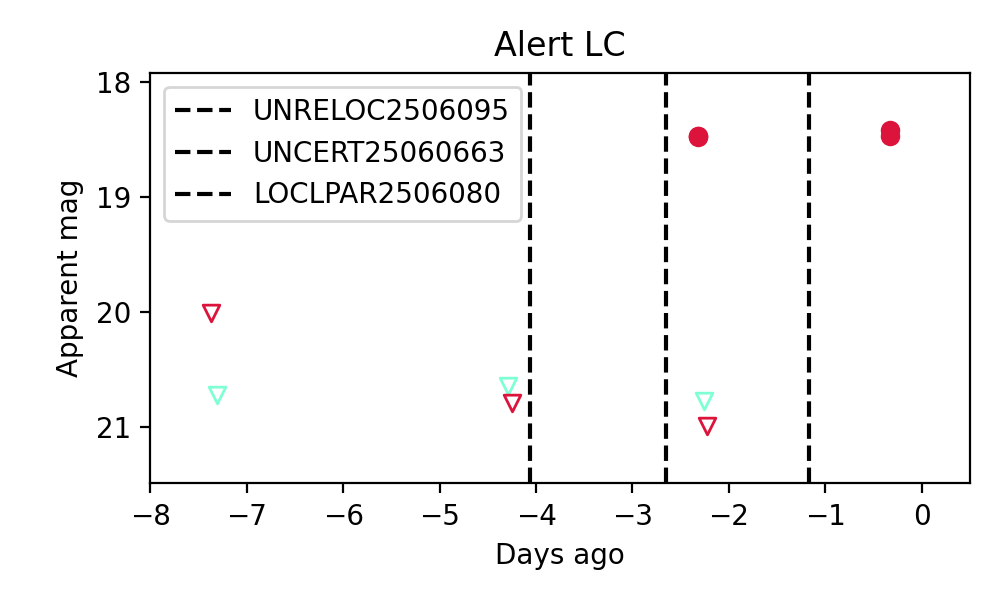 Alert LC
UNRELOC2506095
UNCERT25060663
LOCLPAR2506080
Apparent mag
18
19
20
21
−8 −7 −6 −5 −4 −3 −2 −1 0
Days ago